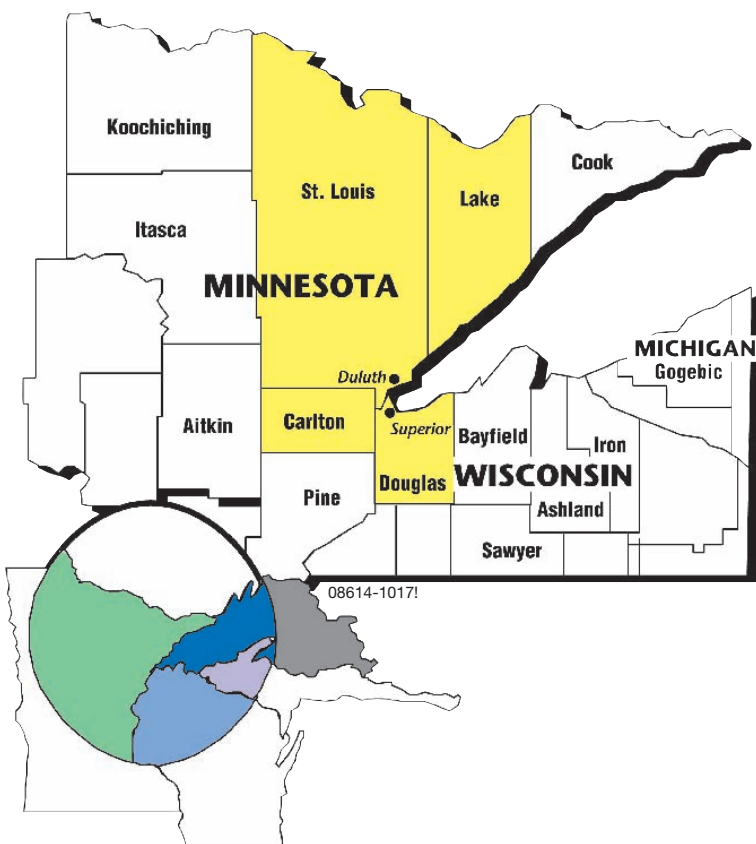 Koochiching
Cook
St. Louis
Lake
Itasca
MINNESOTA
MICHIGAN
Gogebic
Duluth
Aitkin
Carlton
Superior
Bayfield
Iron
WISCONSIN
Douglas
Pine
Ashland
Sawyer
08614-1017!